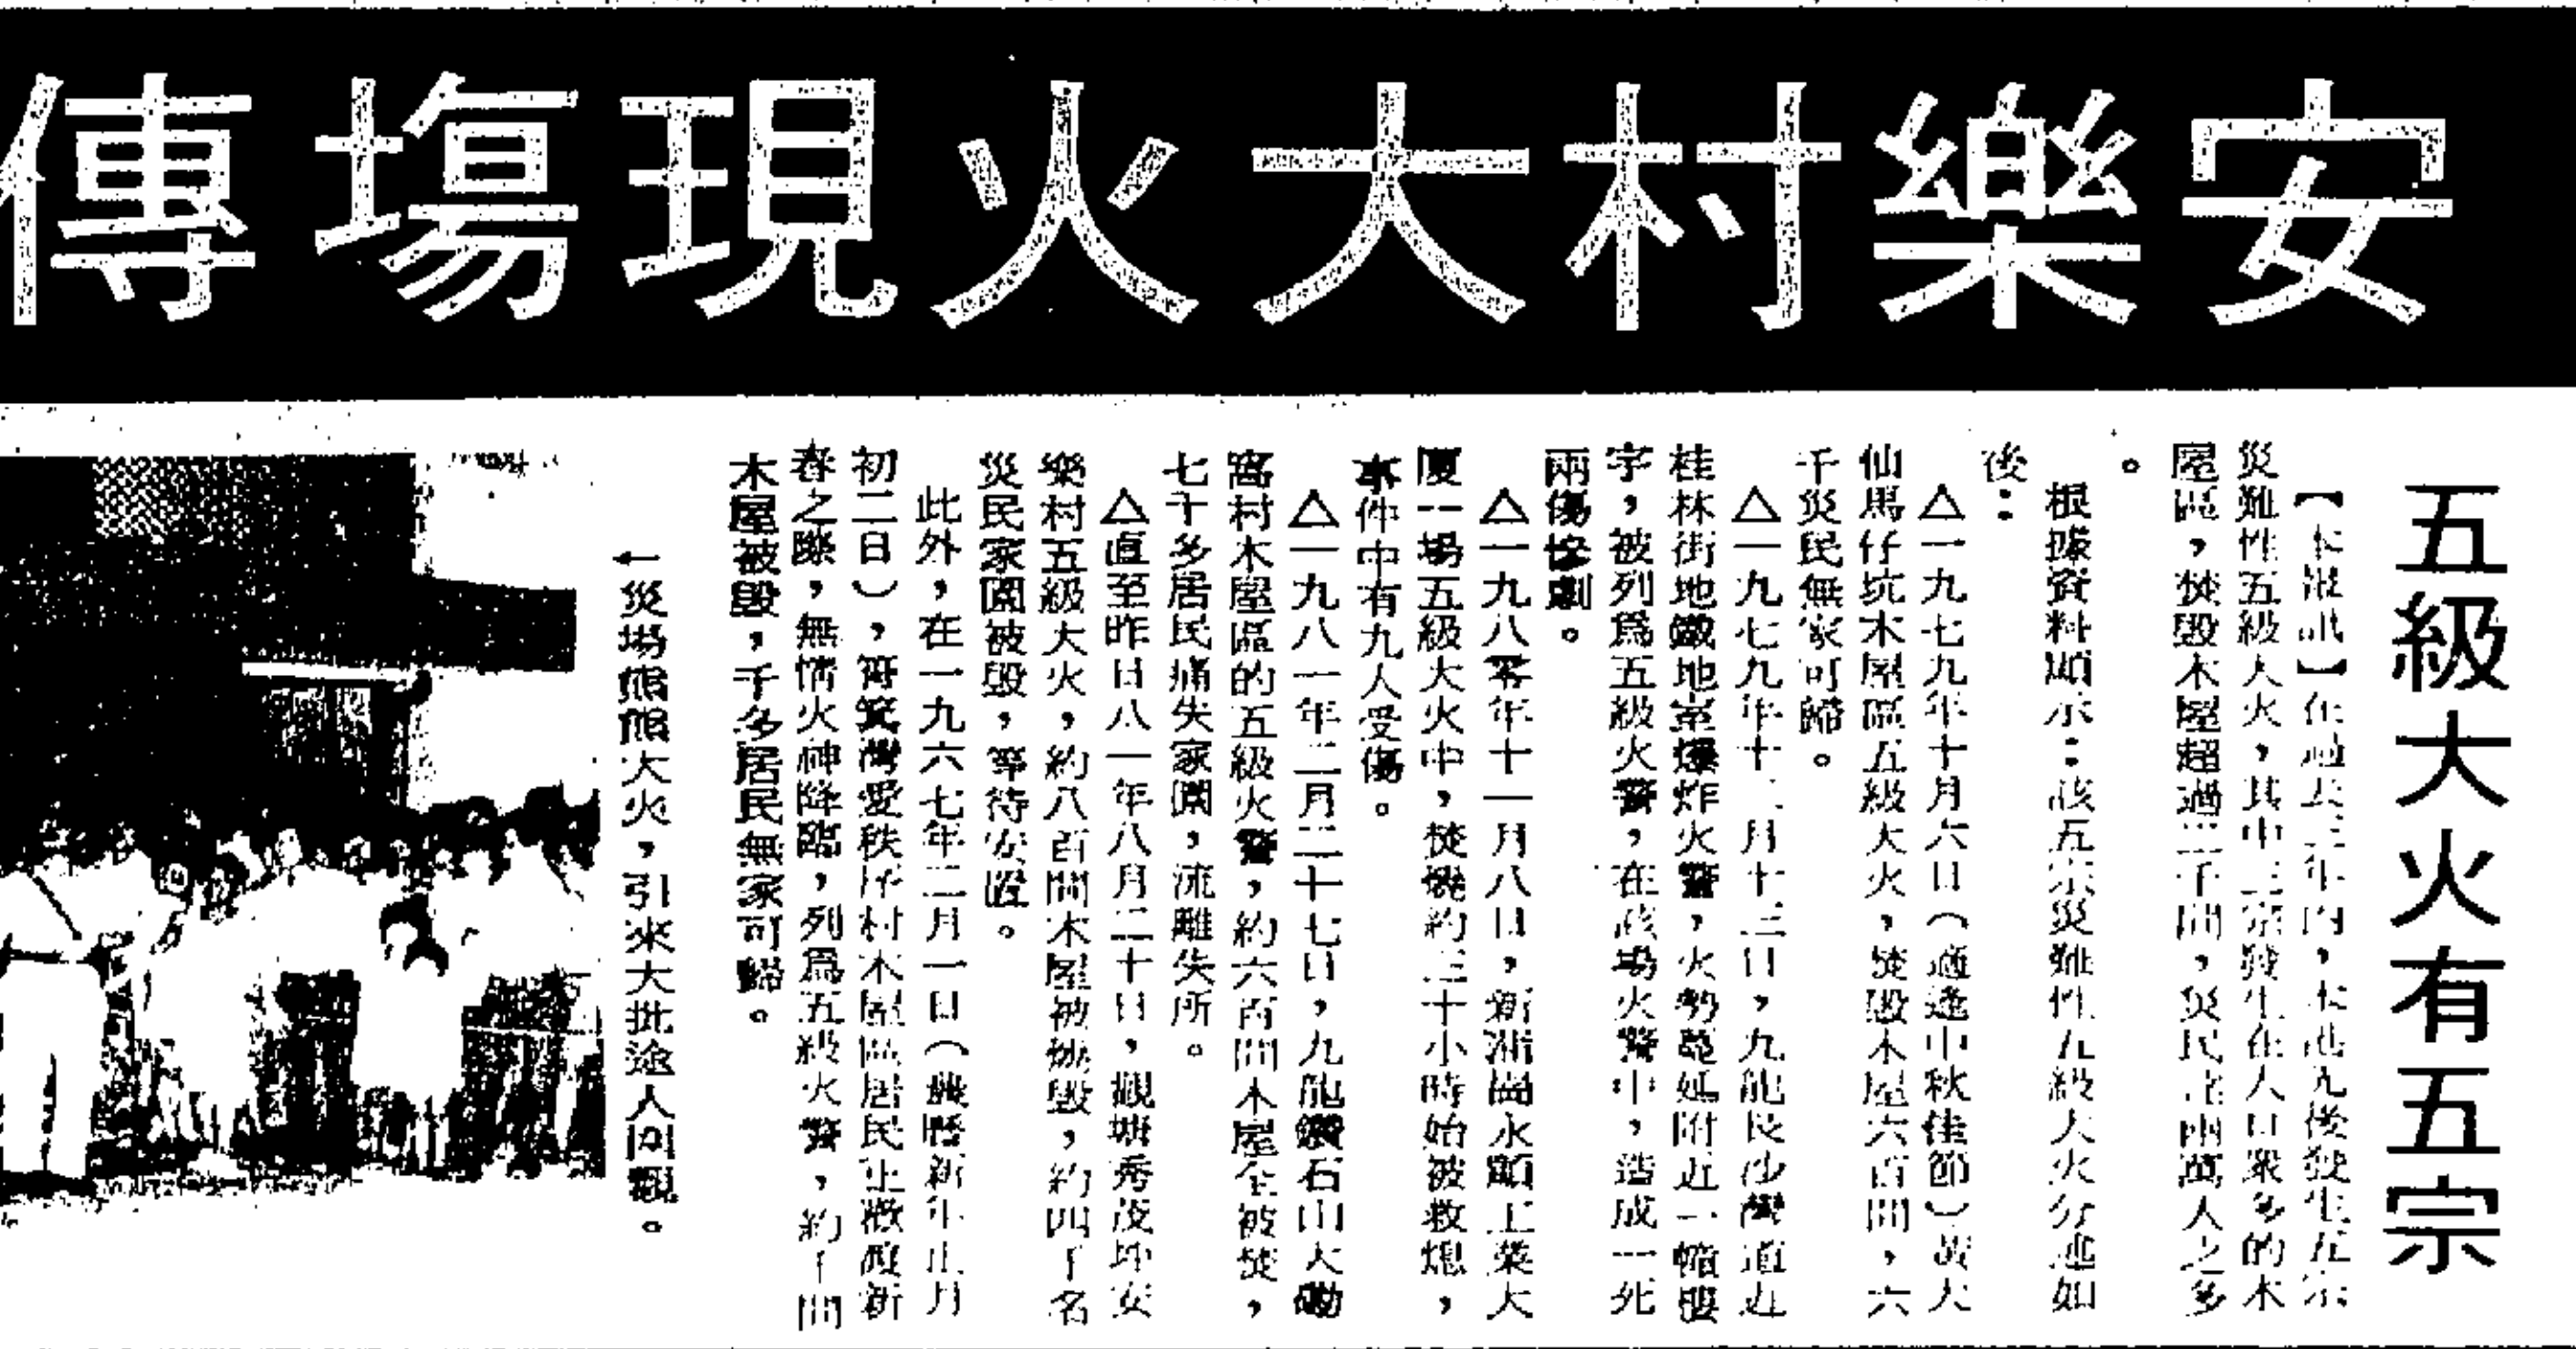 安樂村大火現場傳
五級大火有五宗
【本報訊】在過去三年內，本港先後發生五宗
災難性五級大火，其中三宗發生在人口眾多的木
屋區，焚毀木屋超過二千間，災民達兩萬人之多
。
根據資料顯示：該五宗災難性五級大火分述如
後：
△一九七九年十月六日（適逢中秋佳節）黃大
仙馬仔坑木屋區五級大火，焚毀木屋六百間，六
千災民無家可歸。
△一九七九年十二月十三日，九龍長沙灣道近
桂林街地鐵地室爆炸火警，火勢蔓延附近一幢樓
宇，被列爲五級火警，在該場火警中，造成一死
兩傷慘劇。
△一九八零年十一月八日，新蒲崗永顯工業大
厦一場五級大火中，焚燒約三十小時始被救熄，
事件中有九人受傷。
△一九八一年二月二十七日，九龍鑽石山大磡
窩村木屋區的五級火警，約六百間木屋全被焚，
七千多居民痛失家園，流離失所。
△直至昨日八一年八月二十日，觀塘秀茂坪安
樂村五級大火，約八百間木屋被燒毀，約四千名
災民家園被毀，等待安置。
此外，在一九六七年二月一日（農曆新年正月
初二日），筲箕灣愛秩序村木屋區居民正歡渡新
春之際，無情火神降臨，列爲五級火警，約千間
木屋被毀，千多居民無家可歸。
↑災場熊熊大火，引來大批途人圍觀。